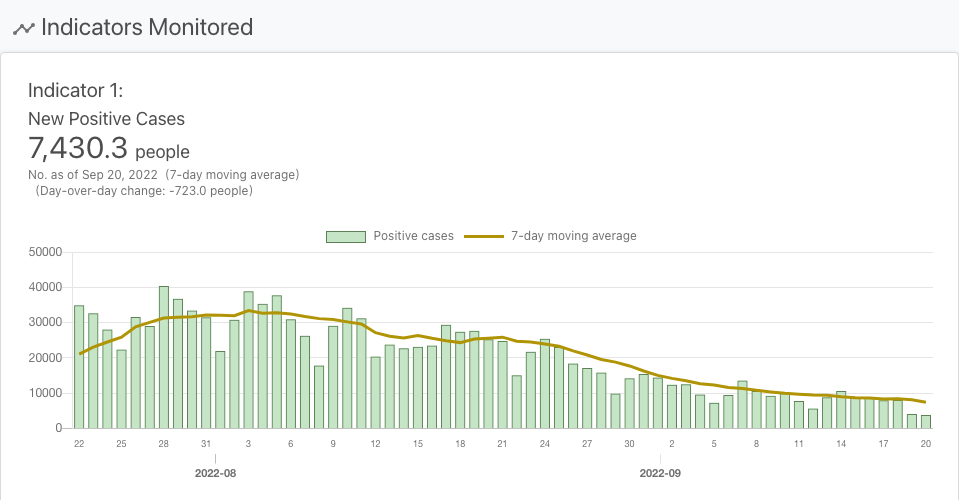 Indicators Monitored
Indicator 1:
New Positive Cases
7,430.3 people
No. as of Sep 20, 2022 (7-day moving average)
(Day-over-day change: -723.0 people)
Positive cases 7-day moving average
50000
40000
30000
20000
10000
0
22 25 28 31 3 6 9 12 15 18 21 24 27 30 2 5 8 11 14 17 20
2022-08 2022-09